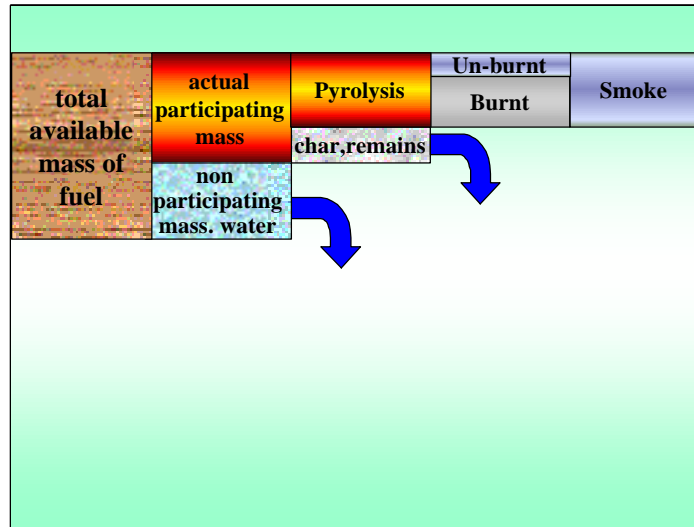 total
available
mass of
fuel
actual
participating
mass
non
participating
mass. water
Pyrolysis
char,remains
Un-burnt
Burnt
Smoke